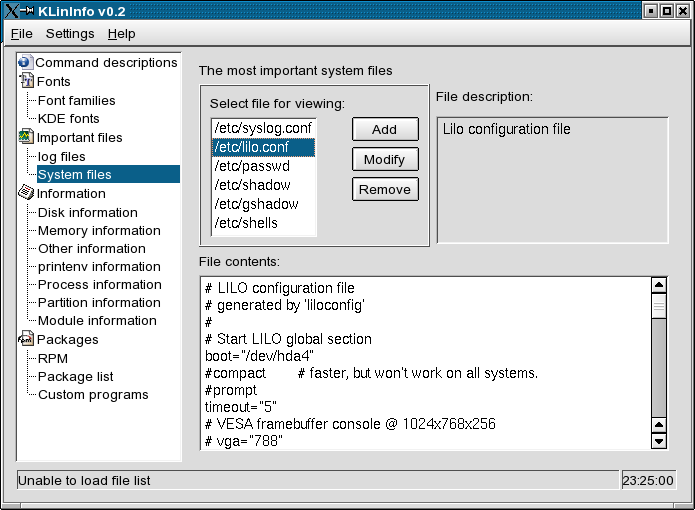 KLinInfo v0.2
File Settings Help
Command descriptions
Fonts
Font families
KDE fonts
Important files
log files
System files
Information
Disk information
Memory information
Other information
printenv information
Process information
Partition information
Module information
Packages
RPM
Package list
Custom programs
The most important system files
Select file for viewing:
/etc/syslog.conf
/etc/lilo.conf
/etc/passwd
/etc/shadow
/etc/gshadow
/etc/shells
Add
Modify
Remove
File description:
Lilo configuration file
File contents:
# LILO configuration file
# generated by 'liloconfig'
#
# Start LILO global section
boot="/dev/hda4"
#compact # faster, but won't work on all systems.
#prompt
timeout="5"
# VESA framebuffer console @ 1024x768x256
# vga="788"
Unable to load file list
23:25:00